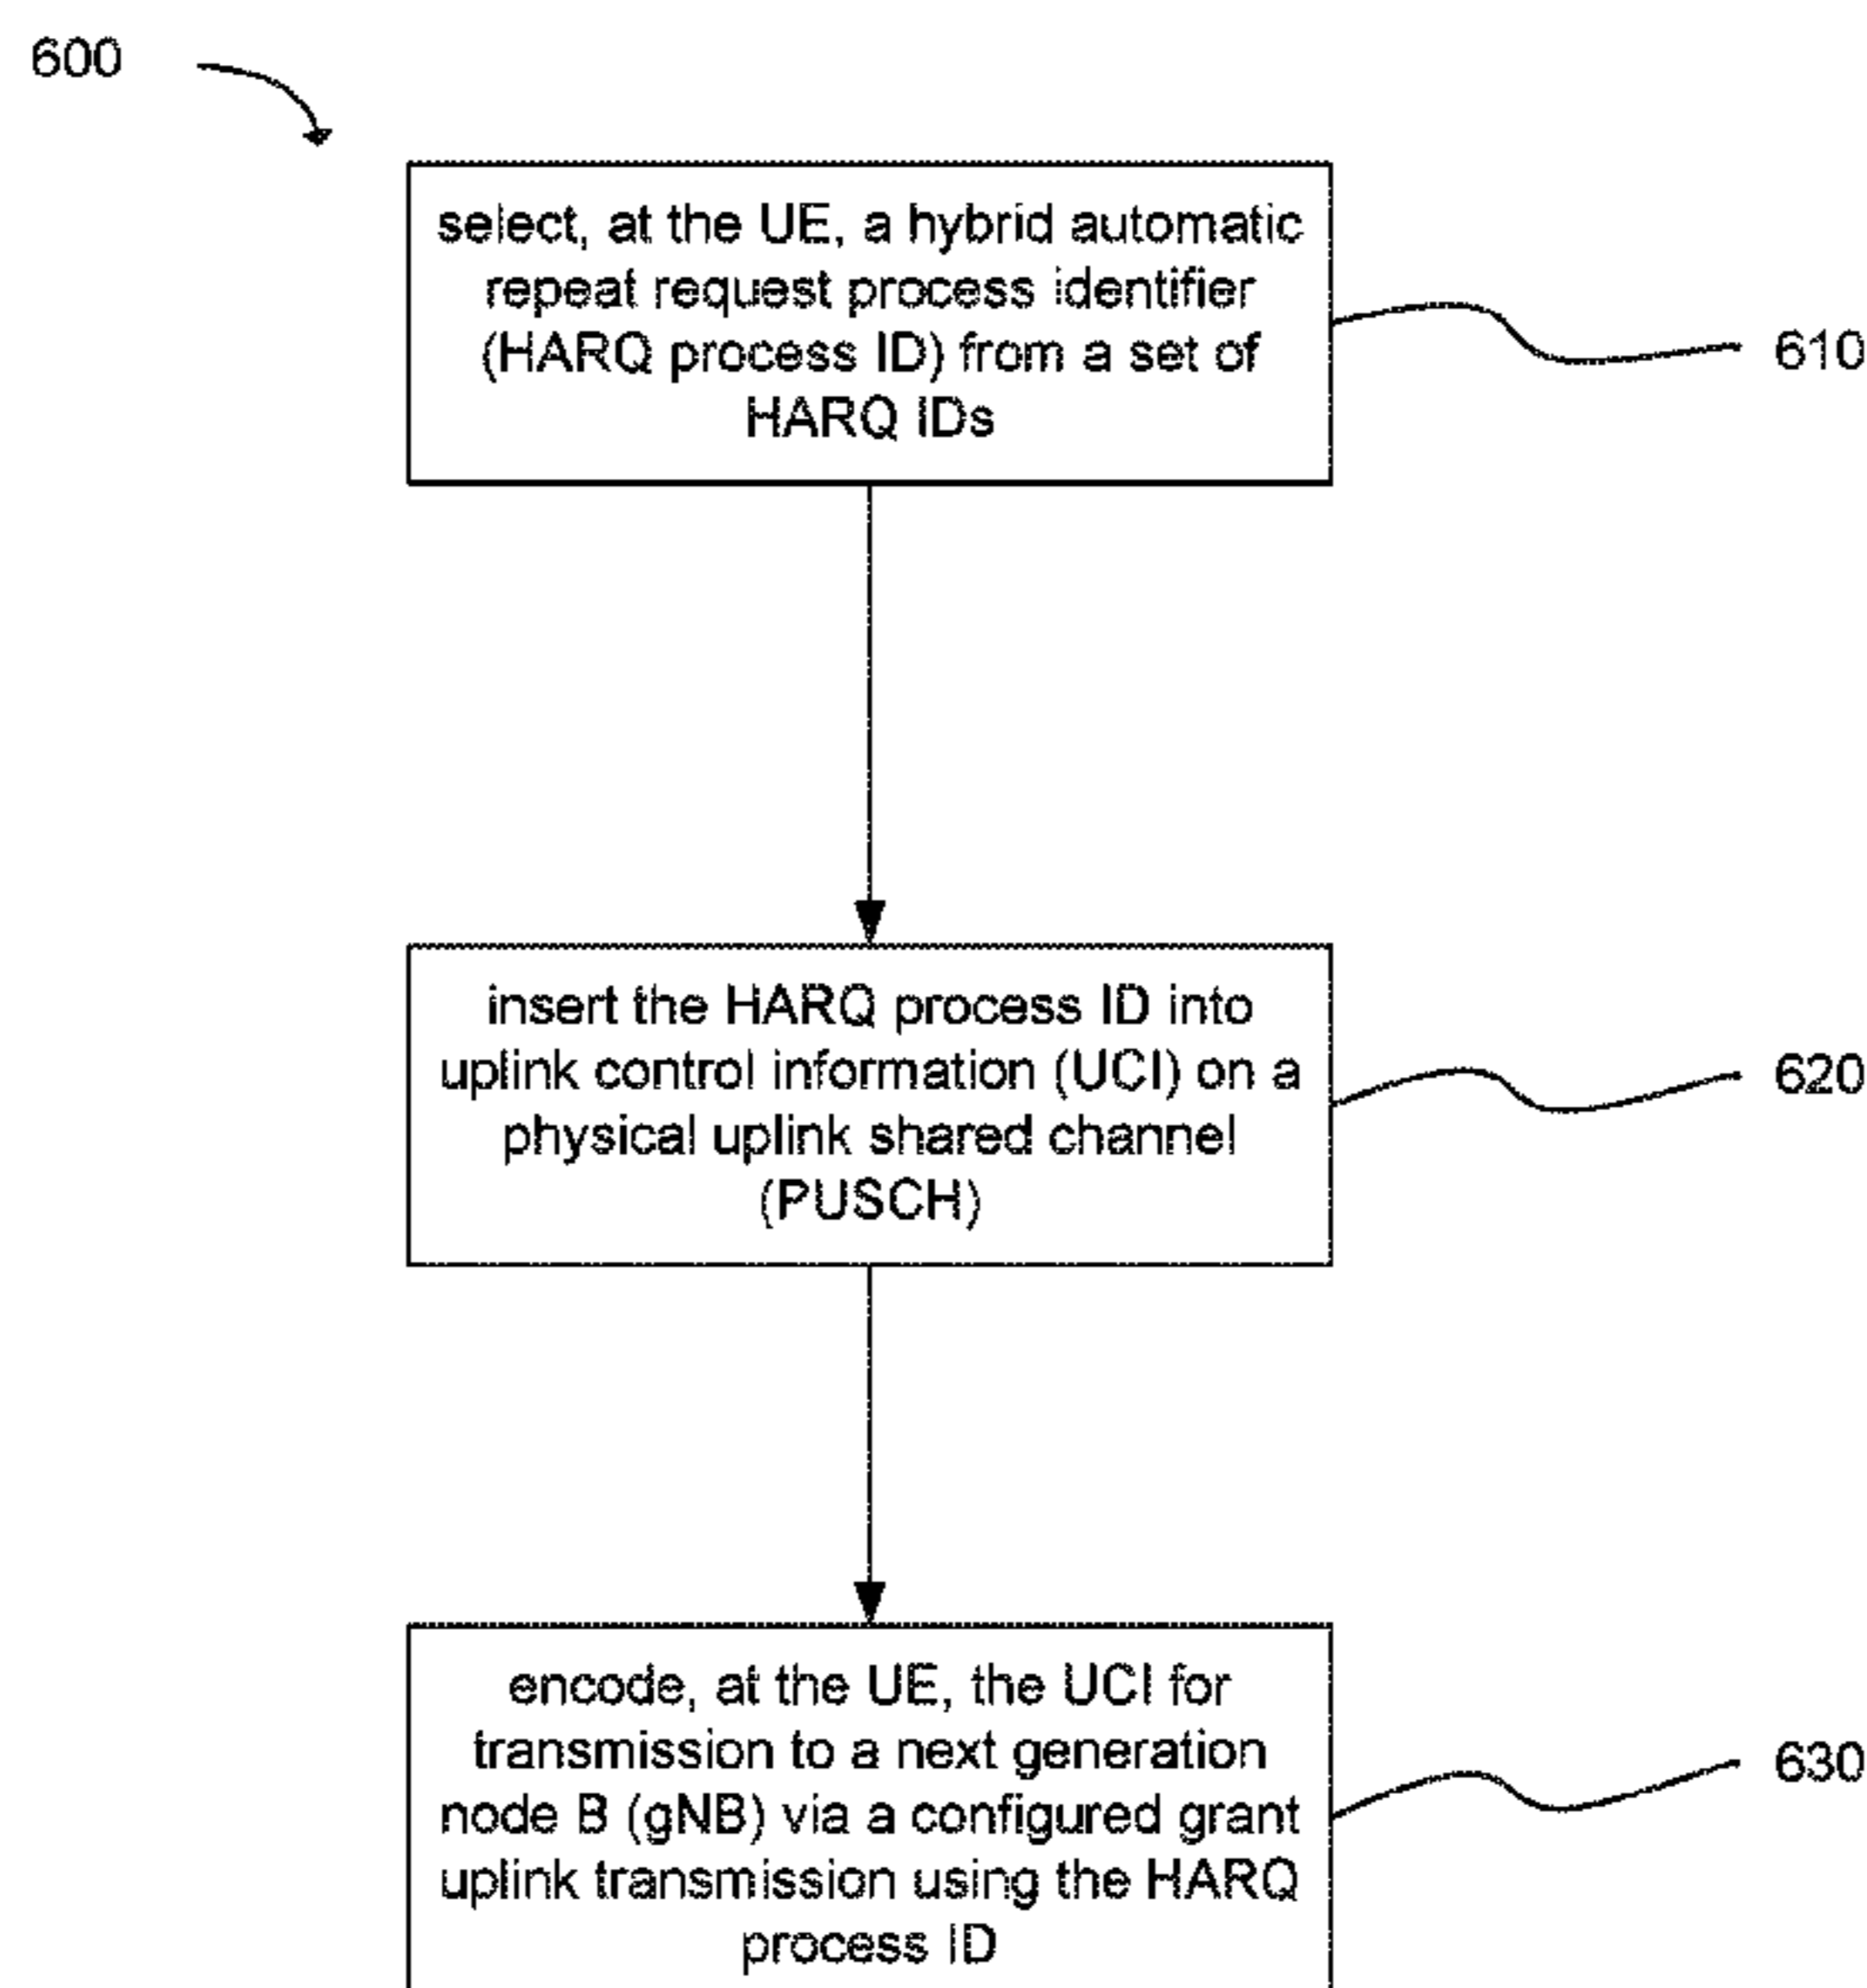 600
select, at the UE, a hybrid automatic
repeat request process identifier
(HARQ process ID) from a set of
HARQ IDs
610
insert the HARQ process ID into
uplink control information (UCI) on a
physical uplink shared channel
(PUSCH)
620
encode, at the UE, the UCI for
transmission to a next generation
node B (gNB) via a configured grant
uplink transmission using the HARQ
process ID
630